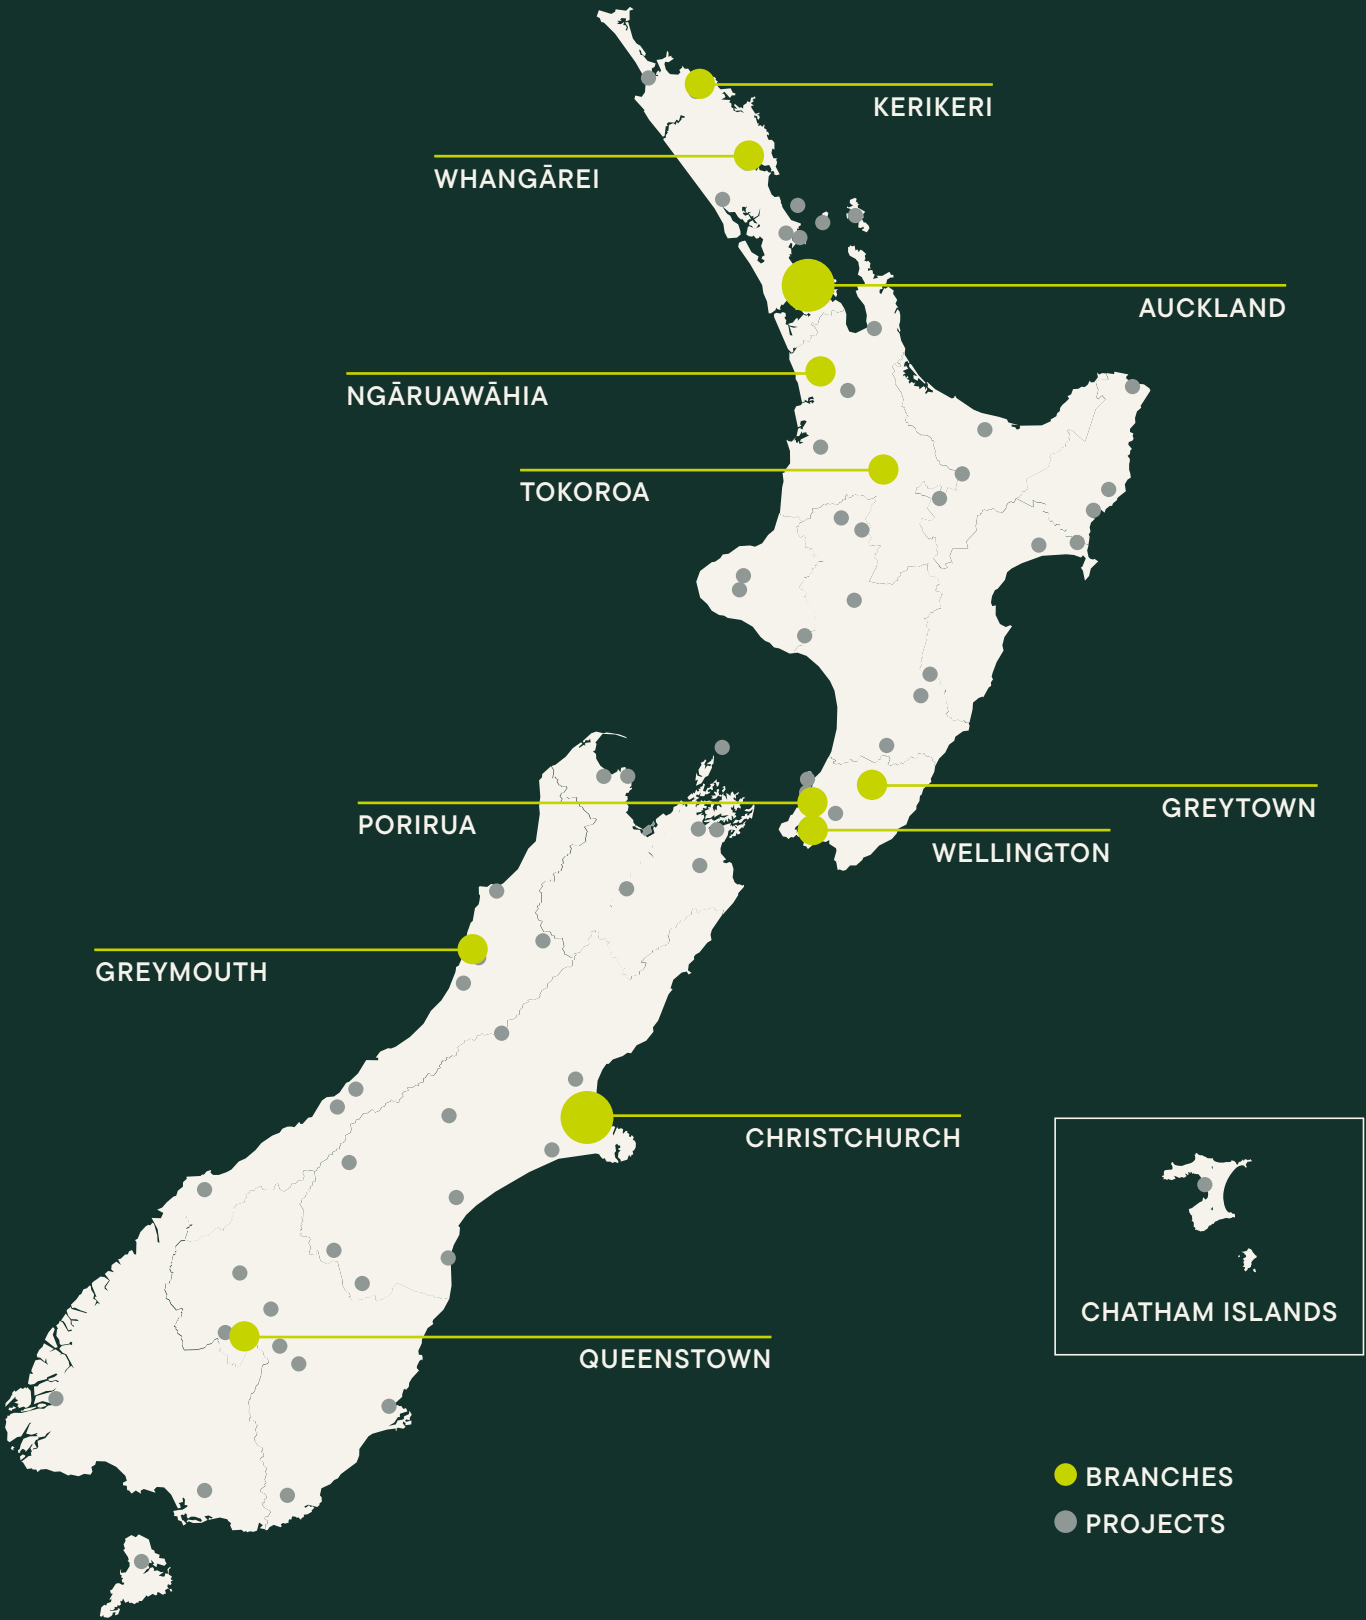 KERIKERI
WHANGĀREI
AUCKLAND
NGĀRUAWĀHIA
TOKOROA
GREYTOWN
PORIRUA
WELLINGTON
GREYMOUTH
CHRISTCHURCH
CHATHAM ISLANDS
QUEENSTOWN
BRANCHES
PROJECTS